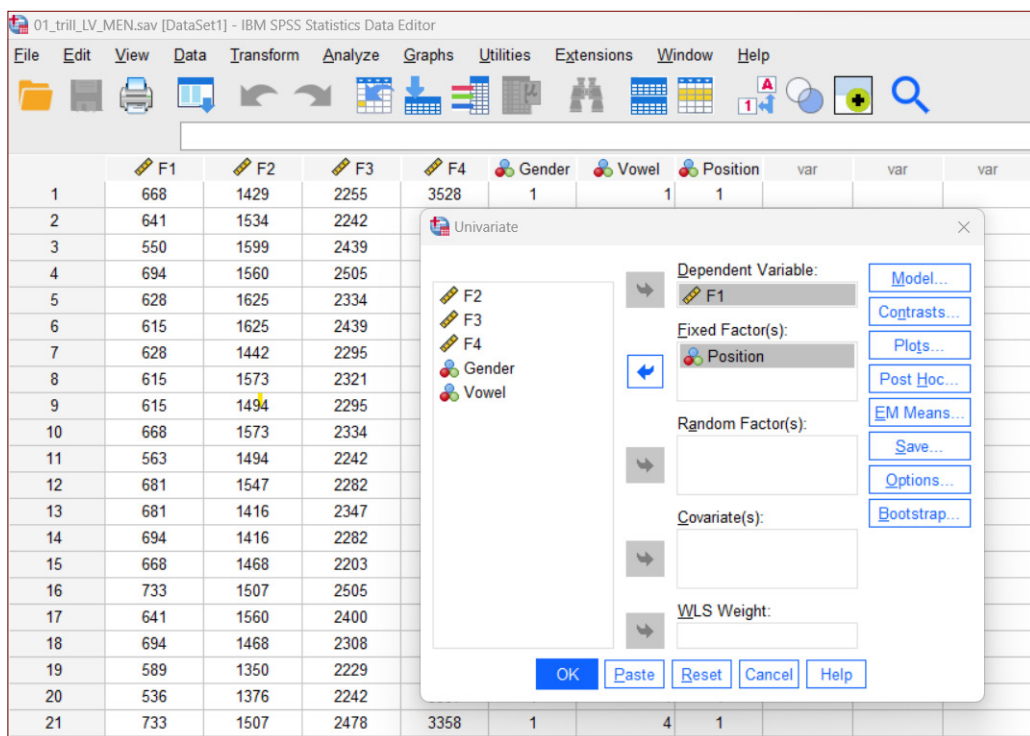 01_trill_LV_MEN.sav [DataSet1] - IBM SPSS Statistics Data Editor
File Edit View Data Transform Analyze Graphs Utilities Extensions Window Help
F1 F2 F3 F4 Gender Vowel Position var var var
1 668 1429 2255 3528 1 1 1
2 641 1534 2242
3 550 1599 2439
4 694 1560 2505
5 628 1625 2334
6 615 1625 2439
7 628 1442 2295
8 615 1573 2321
9 615 1494 2295
10 668 1573 2334
11 563 1494 2242
12 681 1547 2282
13 681 1416 2347
14 694 1416 2282
15 668 1468 2203
16 733 1507 2505
17 641 1560 2400
18 694 1468 2308
19 589 1350 2229
20 536 1376 2242
21 733 1507 2478 3358 1 4 1
Univariate
F2
F3
F4
Gender
Vowel
Dependent Variable:
F1
Fixed Factor(s):
Position
Random Factor(s):
Covariate(s):
WLS Weight:
Model...
Contrasts...
Plots...
Post Hoc...
EM Means...
Save...
Options...
Bootstrap...
OK Paste Reset Cancel Help